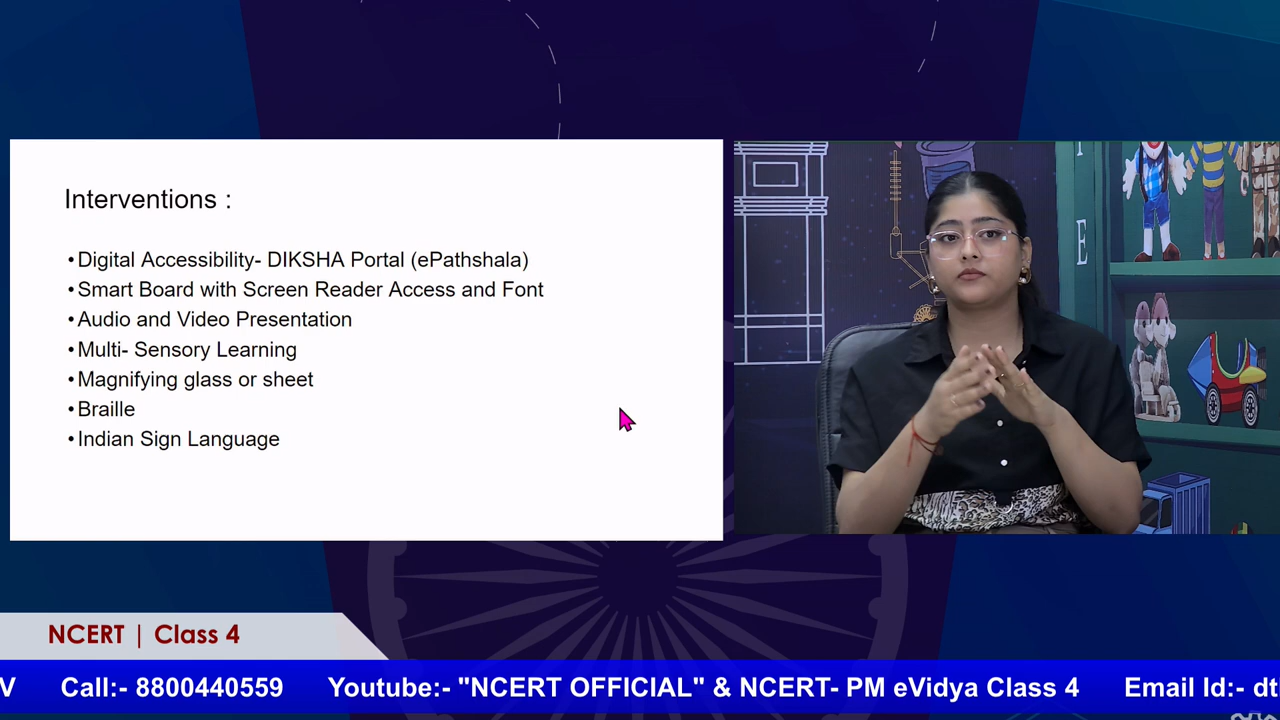 Interventions :
•Digital Accessibility- DIKSHA Portal (ePathshala)
•Smart Board with Screen Reader Access and Font
•Audio and Video Presentation
•Multi- Sensory Learning
•Magnifying glass or sheet
•Braille
•Indian Sign Language
E
NCERT | Class 4
V Call:- 8800440559 Youtube:- "NCERT OFFICIAL" & NCERT- PM eVidya Class 4 Email Id:- dt